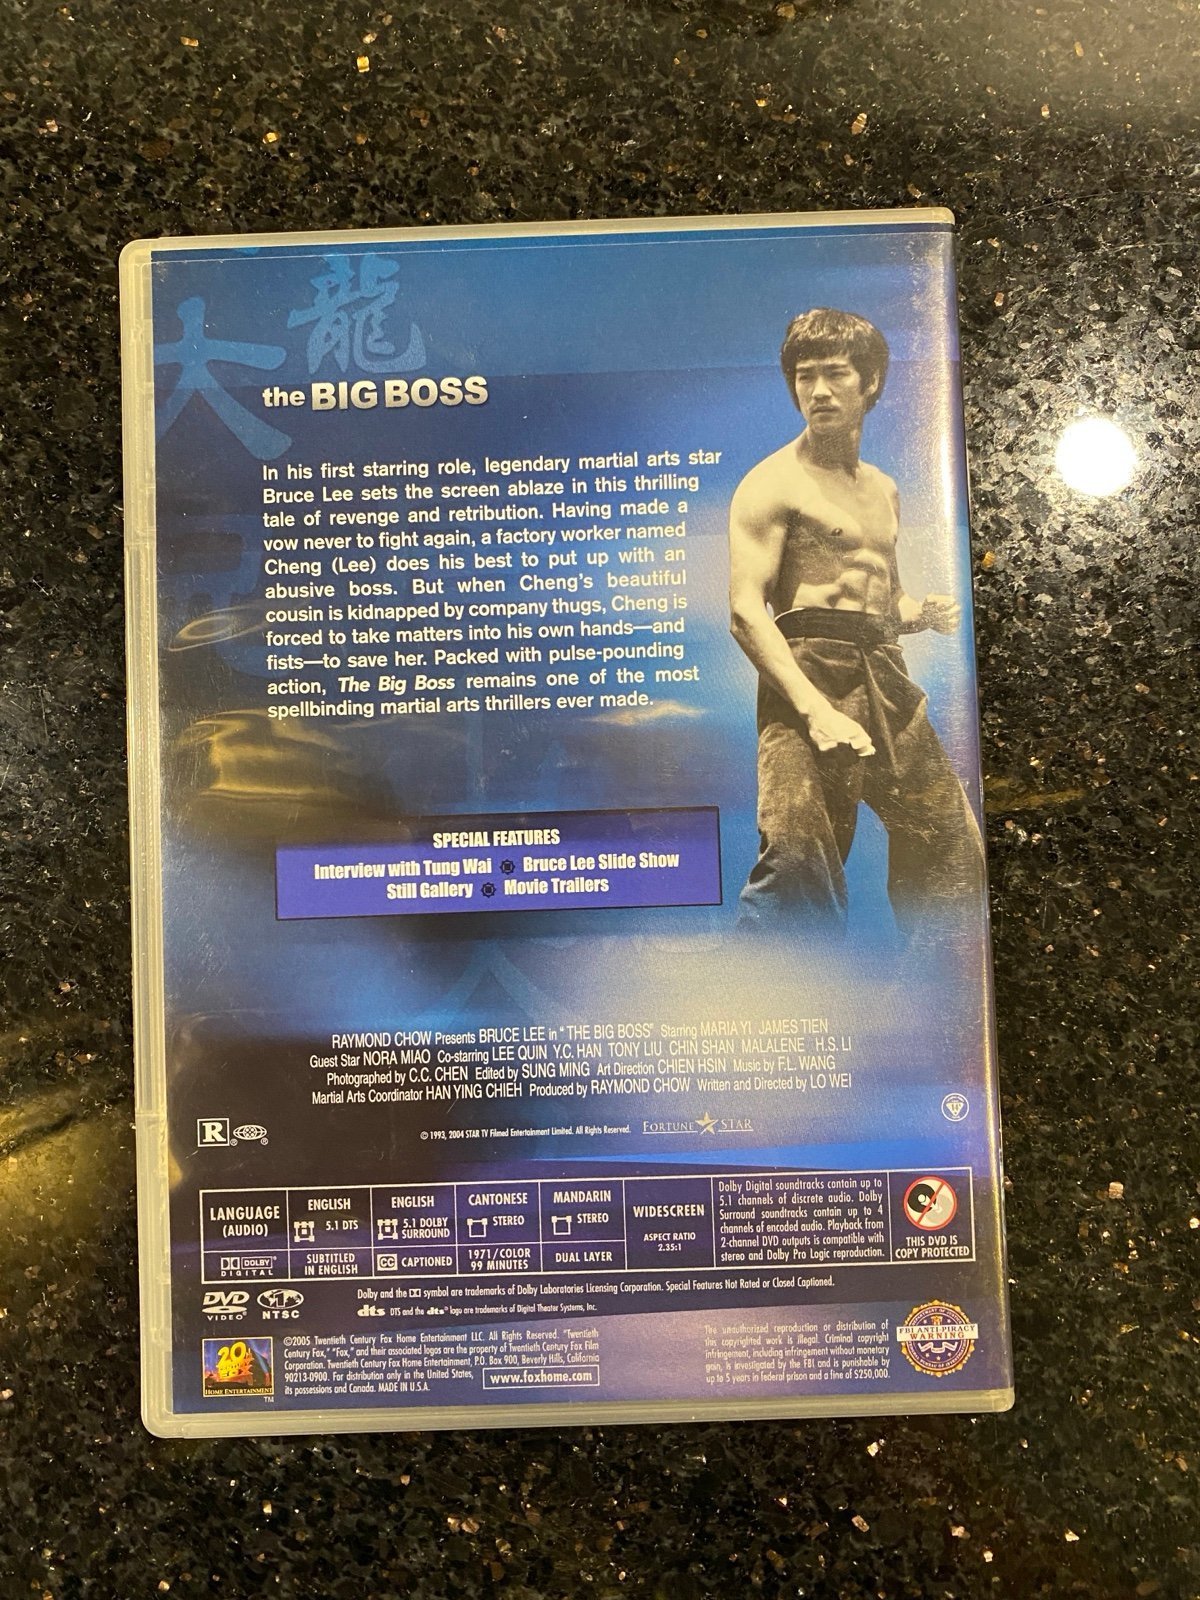 大 龍
the BIG BOSS
In his first starring role, legendary martial arts star
Bruce Lee sets the screen ablaze in this thrilling
tale of revenge and retribution. Having made a
vow never to fight again, a factory worker named
Cheng (Lee) does his best to put up with an
abusive boss. But when Cheng's beautiful
cousin is kidnapped by company thugs, Cheng is
forced to take matters into his own hands—and
fists—to save her. Packed with pulse-pounding
action, The Big Boss remains one of the most
spellbinding martial arts thrillers ever made.
SPECIAL FEATURES
Interview with Tung Wai Bruce Lee Slide Show
Still Gallery Movie Trailers
RAYMOND CHOW Presents BRUCE LEE in "THE BIG BOSS" Starring MARIA YI JAMES TIEN
Guest Star NORA MIAO Co-starring LEE QUIN Y.C. HAN TONY LIU CHIN SHAN MALALENE H.S. LI
Photographed by C.C. CHEN Edited by SUNG MING Art Direction CHIEN HSIN Music by F.L. WANG
Martial Arts Coordinator HAN YING CHIEH Produced by RAYMOND CHOW Written and Directed by LO WEI
R ® ®
© 1993, 2004 STAR TV Filmed Entertainment Limited. All Rights Reserved. FORTUNE STAR
LANGUAGE
(AUDIO)
DOLBY
DIGITAL
ENGLISH
5.1 DTS
SUBTITLED
IN ENGLISH
ENGLISH
5.1 DOLBY
SURROUND
CC CAPTIONED
CANTONESE
STEREO
1971/COLOR
99 MINUTES
MANDARIN
STEREO
DUAL LAYER
WIDESCREEN
ASPECT RATIO
2.35:1
Dolby Digital soundtracks contain up to
5.1 channels of discrete audio. Dolby
Surround soundtracks contain up to 4
channels of encoded audio. Playback from
2-channel DVD outputs is compatible with
stereo and Dolby Pro Logic reproduction.
THIS DVD IS
COPY PROTECTED
DVD
VIDEO
NTSC
Dolby and the DD symbol are trademarks of Dolby Laboratories Licensing Corporation. Special Features Not Rated or Closed Captioned.
dts DTS and the "dts" logo are trademarks of Digital Theater Systems, Inc.
20
HOME ENTERTAINMENT
TM
©2005 Twentieth Century Fox Home Entertainment LLC. All Rights Reserved. "Twentieth
Century Fox," "Fox," and their associated logos are the property of Twentieth Century Fox Film
Corporation. Twentieth Century Fox Home Entertainment, P.O. Box 900, Beverly Hills, California
90213-0900. For distribution only in the United States,
its possessions and Canada. MADE IN U.S.A.
www.foxhome.com
The unauthorized reproduction or distribution of
this copyrighted work is illegal. Criminal copyright
infringement, including infringement without monetary
gain, is investigated by the FBI and is punishable by
up to 5 years in federal prison and a fine of $250,000.
FBI ANTI-PIRACY
WARNING